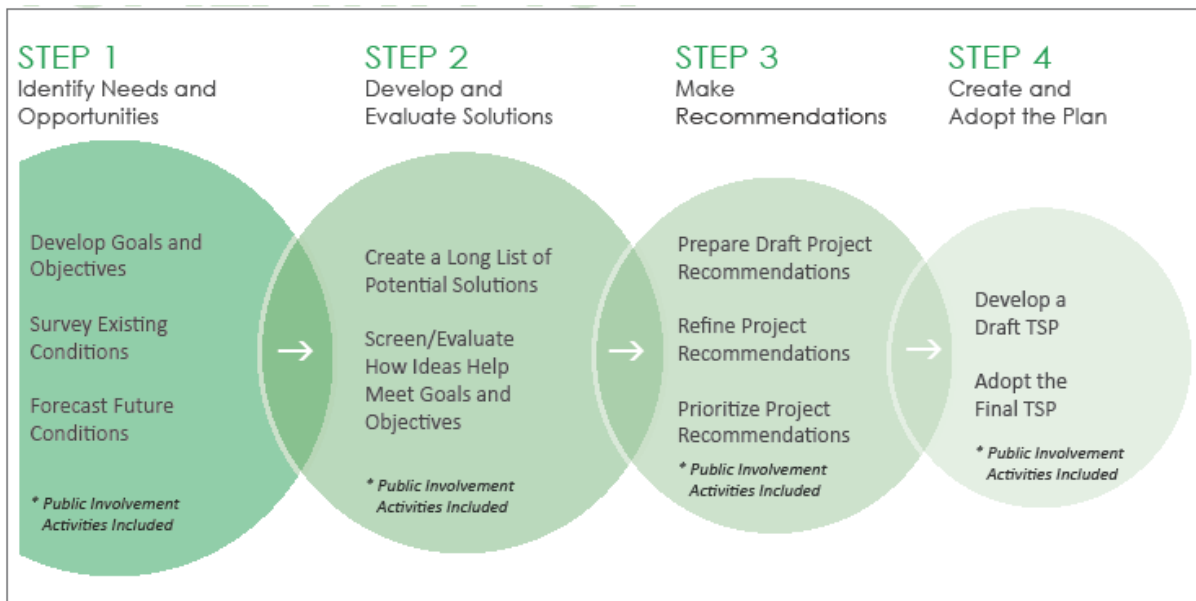 STEP 1
Identify Needs and
Opportunities
Develop Goals and
Objectives
Survey Existing
Conditions
Forecast Future
Conditions
* Public Involvement
Activities Included
STEP 2
Develop and
Evaluate Solutions
Create a Long List of
Potential Solutions
Screen/Evaluate
How Ideas Help
Meet Goals and
Objectives
* Public Involvement
Activities Included
STEP 3
Make
Recommendations
Prepare Draft Project
Recommendations
Refine Project
Recommendations
Prioritize Project
Recommendations
* Public Involvement
Activities Included
STEP 4
Create and
Adopt the Plan
Develop a
Draft TSP
Adopt the
Final TSP
* Public Involvement
Activities Included